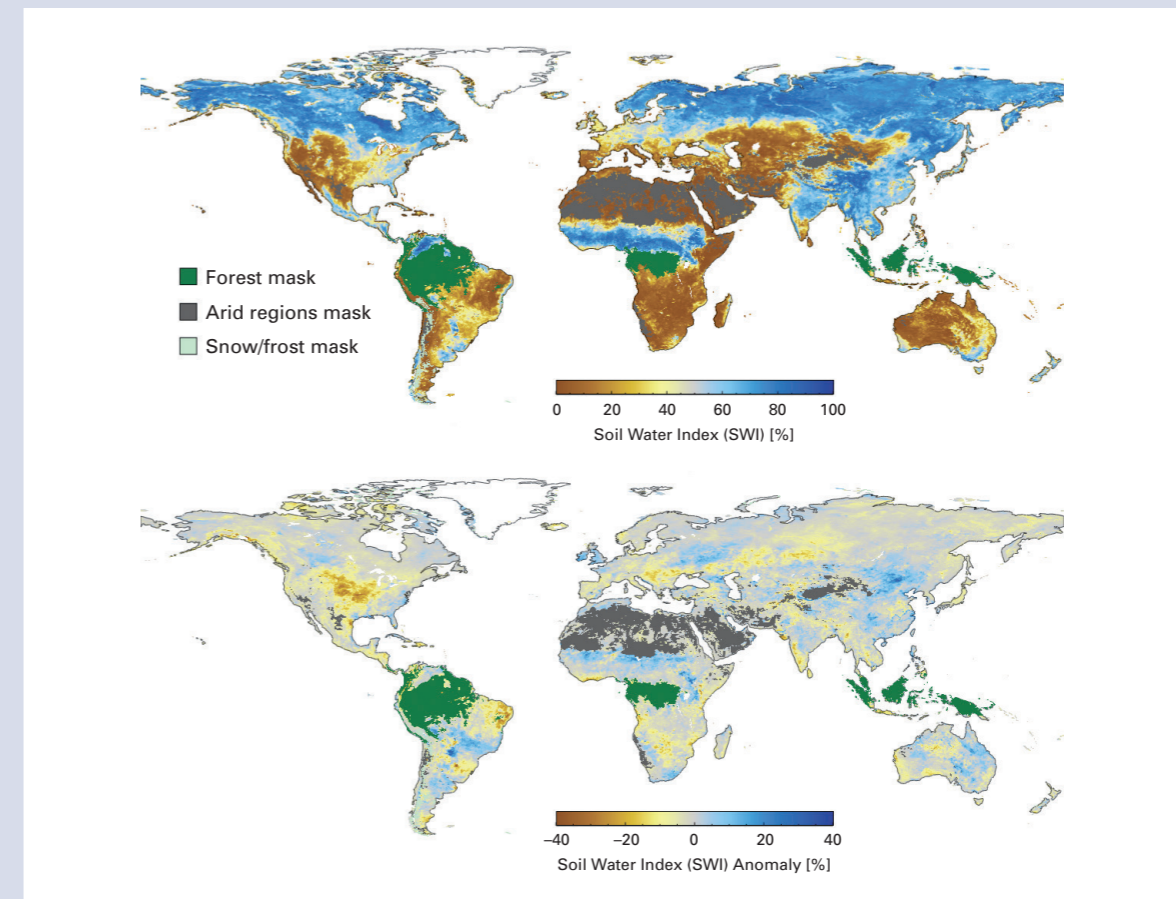 Forest mask
Arid regions mask
Snow/frost mask
0 20 40 60 80 100
Soil Water Index (SWI) [%]
–40 –20 0 20 40
Soil Water Index (SWI) Anomaly [%]